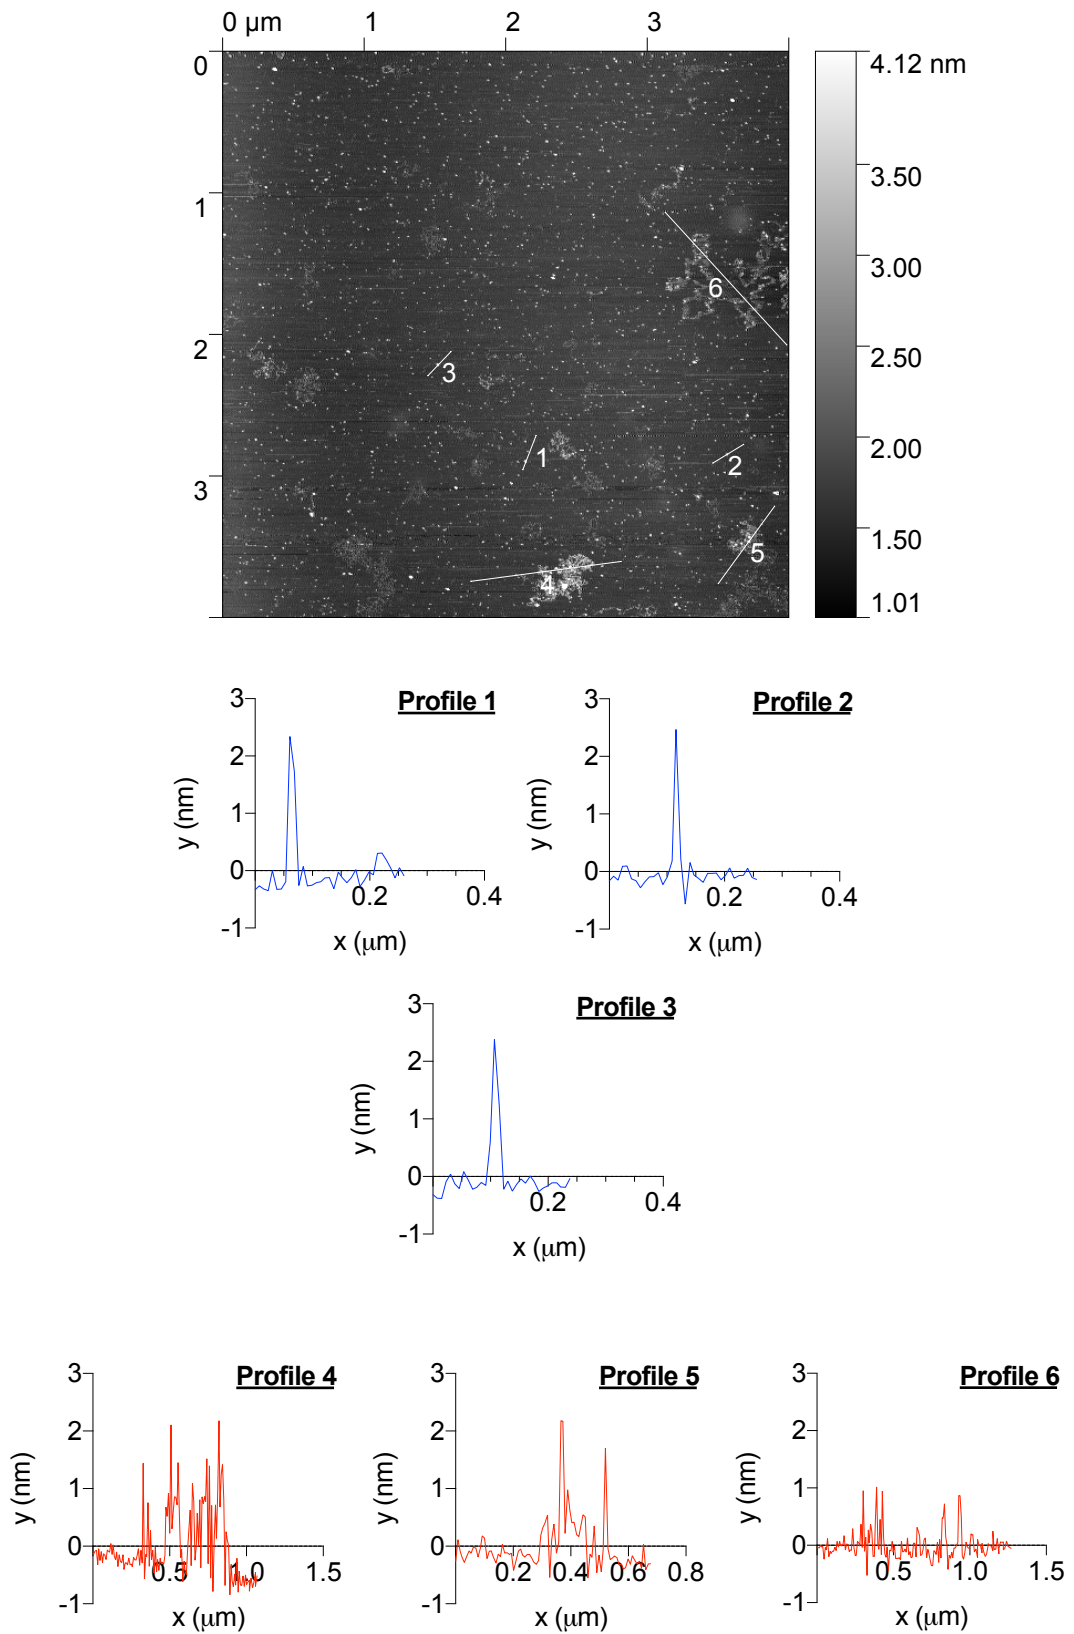 0 µm 1 2 3
0
1
2
3
4.12 nm
3.50
3.00
2.50
2.00
1.50
1.01
6
3
1
2
5
4
Profile 1
3
2
1
0
-1
y (nm)
0.2 0.4
x (µm)
Profile 2
3
2
1
0
-1
y (nm)
0.2 0.4
x (µm)
Profile 3
3
2
1
0
-1
y (nm)
0.2 0.4
x (µm)
Profile 4
3
2
1
0
-1
y (nm)
0.5 1.0 1.5
x (µm)
Profile 5
3
2
1
0
-1
y (nm)
0.2 0.4 0.6 0.8
x (µm)
Profile 6
3
2
1
0
-1
y (nm)
0.5 1.0 1.5
x (µm)